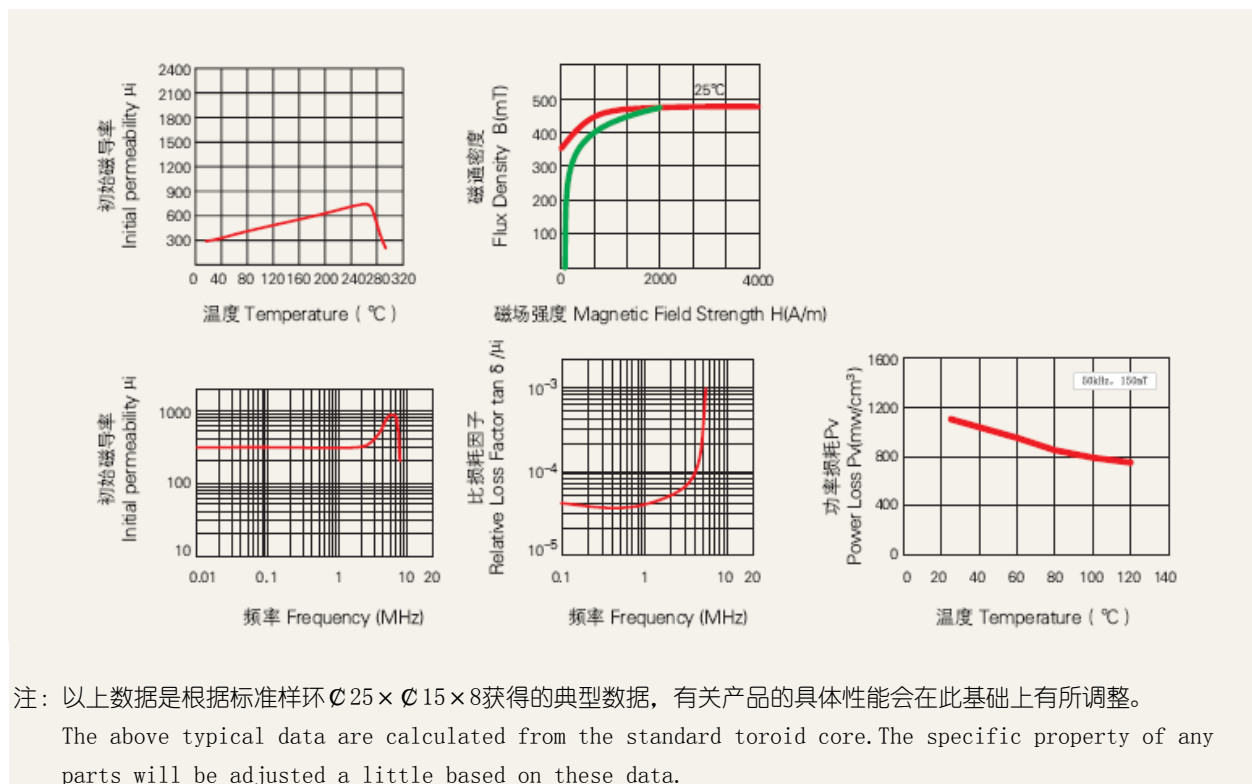 初始磁导率
Initial permeability μi
2400
2100
1800
1500
1200
900
600
300
0 40 80 120 160 200 240 280 320
温度 Temperature ( ℃ )
磁通密度
Flux Density B(mT)
500
400
300
200
100
25℃
0 2000 4000
磁场强度 Magnetic Field Strength H(A/m)
初始磁导率
Initial permeability μi
1000
100
10
0.01 0.1 1 10 20
频率 Frequency (MHz)
比损耗因子
Relative Loss Factor tan δ /μi
10⁻³
10⁻⁴
10⁻⁵
0.1 1 10 20
频率 Frequency (MHz)
功率损耗Pv
Power Loss Pv(mw/cm³)
1600
1200
800
400
0
50kHz, 150mT
0 20 40 60 80 100 120 140
温度 Temperature ( ℃ )
注: 以上数据是根据标准样环₡25×₡15×8获得的典型数据，有关产品的具体性能会在此基础上有所调整。
The above typical data are calculated from the standard toroid core.The specific property of any
parts will be adjusted a little based on these data.